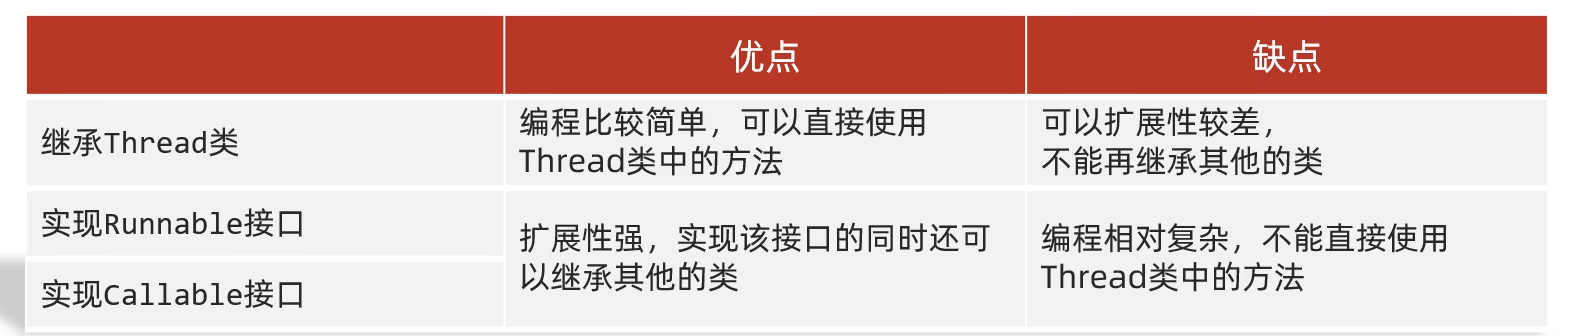 优点
缺点
继承Thread类
编程比较简单，可以直接使用
Thread类中的方法
可以扩展性较差，
不能再继承其他的类
实现Runnable接口
扩展性强，实现该接口的同时还可
以继承其他的类
编程相对复杂，不能直接使用
Thread类中的方法
实现Callable接口